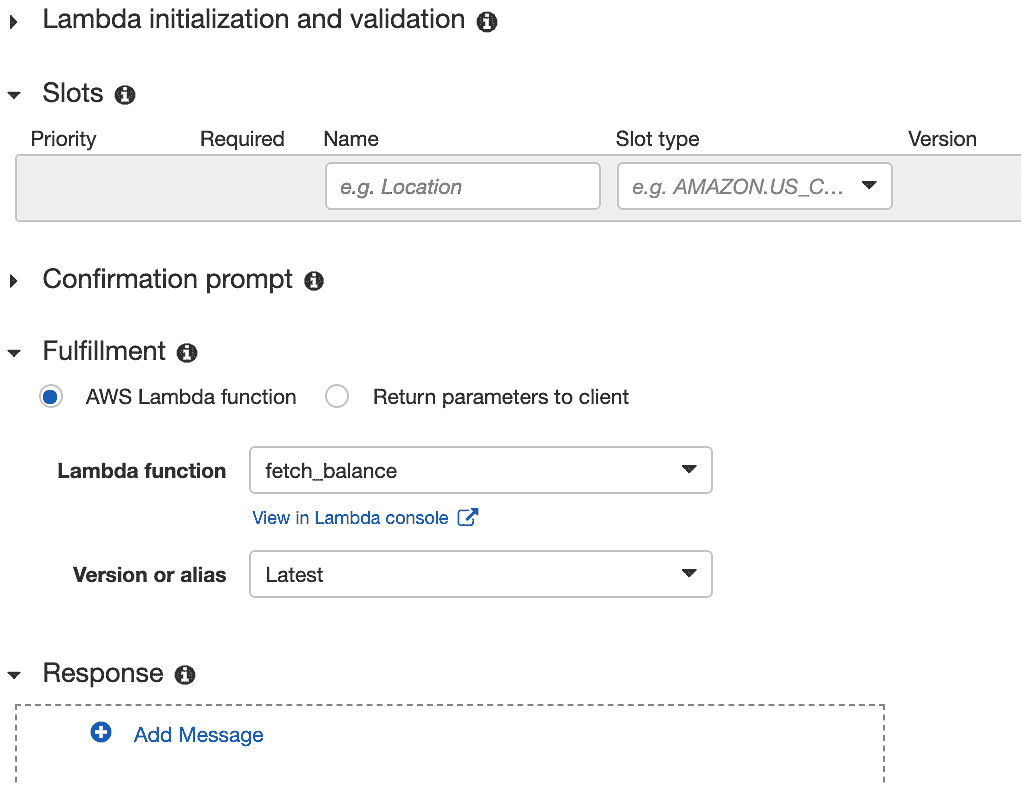 Lambda initialization and validation
Slots
Priority Required Name Slot type Version
e.g. Location e.g. AMAZON.US_C...
Confirmation prompt
Fulfillment
AWS Lambda function Return parameters to client
Lambda function fetch_balance
View in Lambda console
Version or alias Latest
Response
Add Message